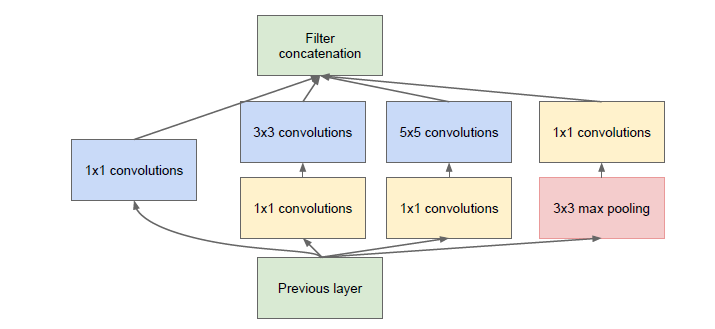 Filter
concatenation
3x3 convolutions
5x5 convolutions
1x1 convolutions
1x1 convolutions
1x1 convolutions
1x1 convolutions
3x3 max pooling
Previous layer